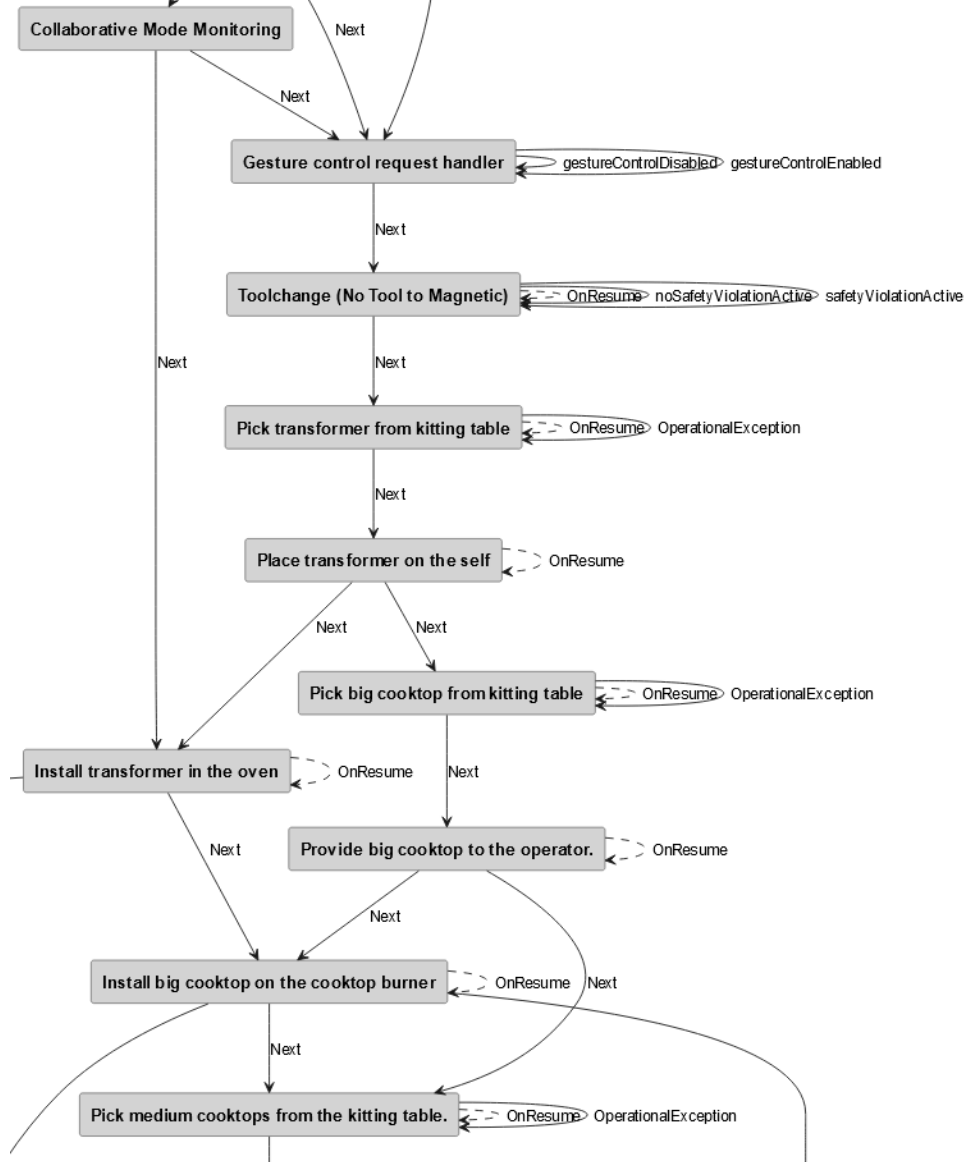 Collaborative Mode Monitoring
Next
Next
Gesture control request handler
gestureControlDisabled
gestureControlEnabled
Next
Toolchange (No Tool to Magnetic)
OnResume
noSafetyViolationActive
safetyViolationActive
Next
Next
Pick transformer from kitting table
OnResume
OperationalException
Next
Place transformer on the self
OnResume
Next
Next
Pick big cooktop from kitting table
OnResume
OperationalException
Install transformer in the oven
OnResume
Next
Next
Provide big cooktop to the operator.
OnResume
Next
Install big cooktop on the cooktop burner
OnResume
Next
Next
Pick medium cooktops from the kitting table.
OnResume
OperationalException